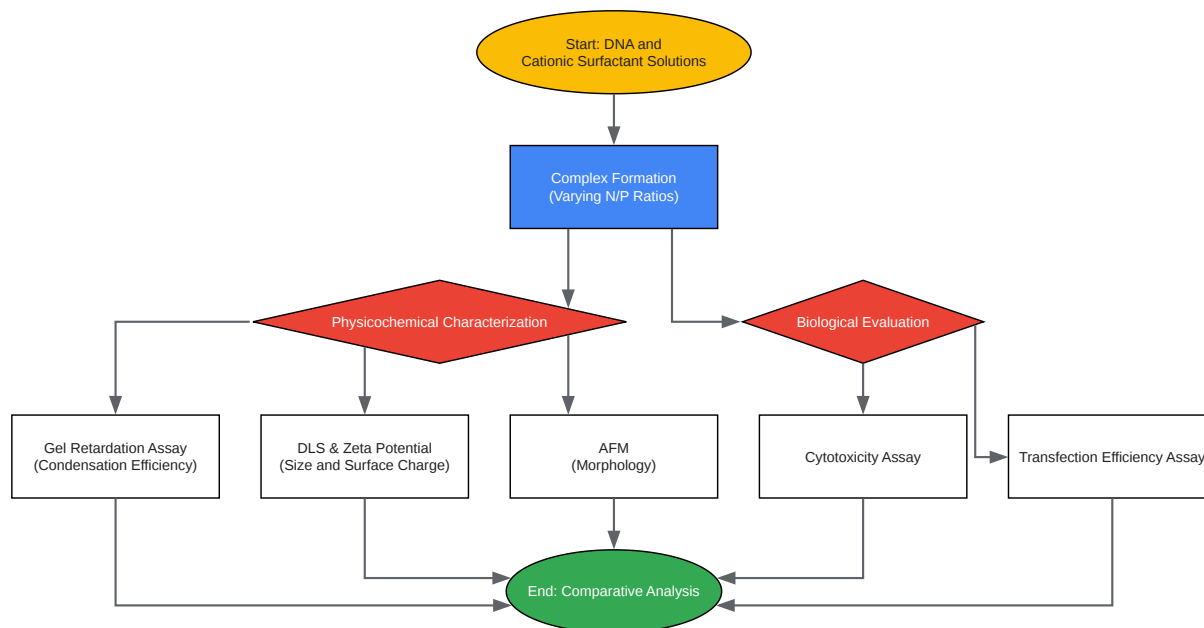 Start: DNA and
Cationic Surfactant Solutions
Complex Formation
(Varying N/P Ratios)
Physicochemical Characterization
Biological Evaluation
Gel Retardation Assay
(Condensation Efficiency)
DLS & Zeta Potential
(Size and Surface Charge)
AFM
(Morphology)
Cytotoxicity Assay
Transfection Efficiency Assay
End: Comparative Analysis